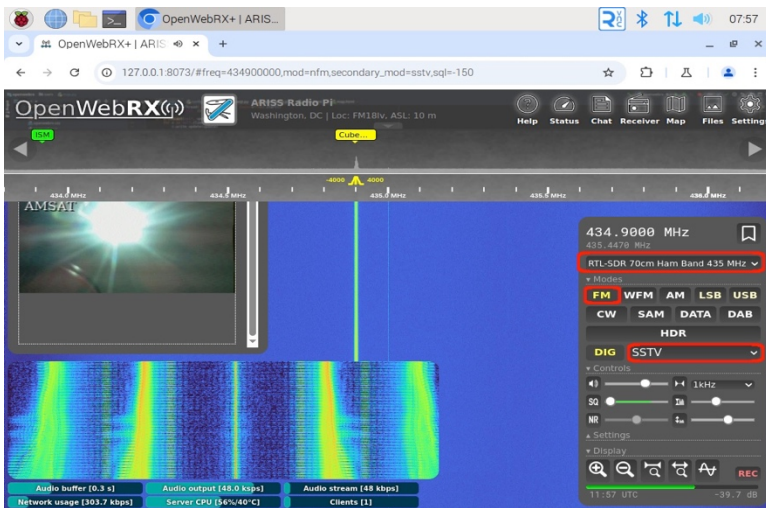 OpenWebRX+ | ARIS...
07:57
OpenWebRX+ | ARIS
127.0.0.1:8073/#freq=434900000,mod=nfm,secondary_mod=sstv,sql=-150
OpenWebRX
ARISS Radio Pi
Washington, DC | Loc: FM18lv, ASL: 10 m
Help Status Chat Receiver Map Files Settings
ISM
Cube...
-4000 4000
434.0 MHz 434.5 MHz 435.0 MHz 435.5 MHz 436.0 MHz
AMSAT
434.9000 MHz
435.4470 MHz
RTL-SDR 70cm Ham Band 435 MHz
Modes
FM WFM AM LSB USB
CW SAM DATA DAB
HDR
DIG SSTV
Controls
1kHz
SQ
NR
Settings
Display
REC
11:57 UTC -39.7 dB
Audio buffer [0.3 s] Audio output [48.0 ksps] Audio stream [48 kbps]
Network usage [303.7 kbps] Server CPU [56%/40°C] Clients [1]